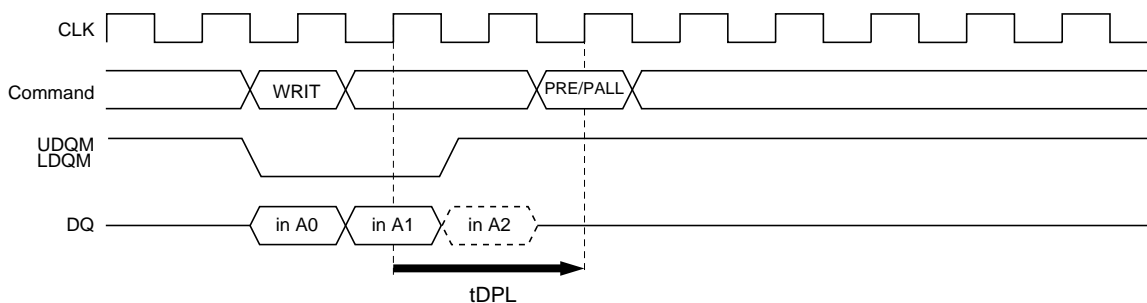 CLK
Command WRIT PRE/PALL
UDQM
LDQM
DQ in A0 in A1 in A2
tDPL